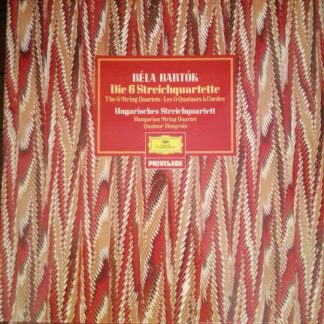 BÉLA BARTÓK
Die 6 Streichquartette
The 6 String Quartets · Les 6 Quatuors à Cordes
Ungarisches Streichquartett
Hungarian String Quartet
Quatuor Hongrois
PRIVILEGE